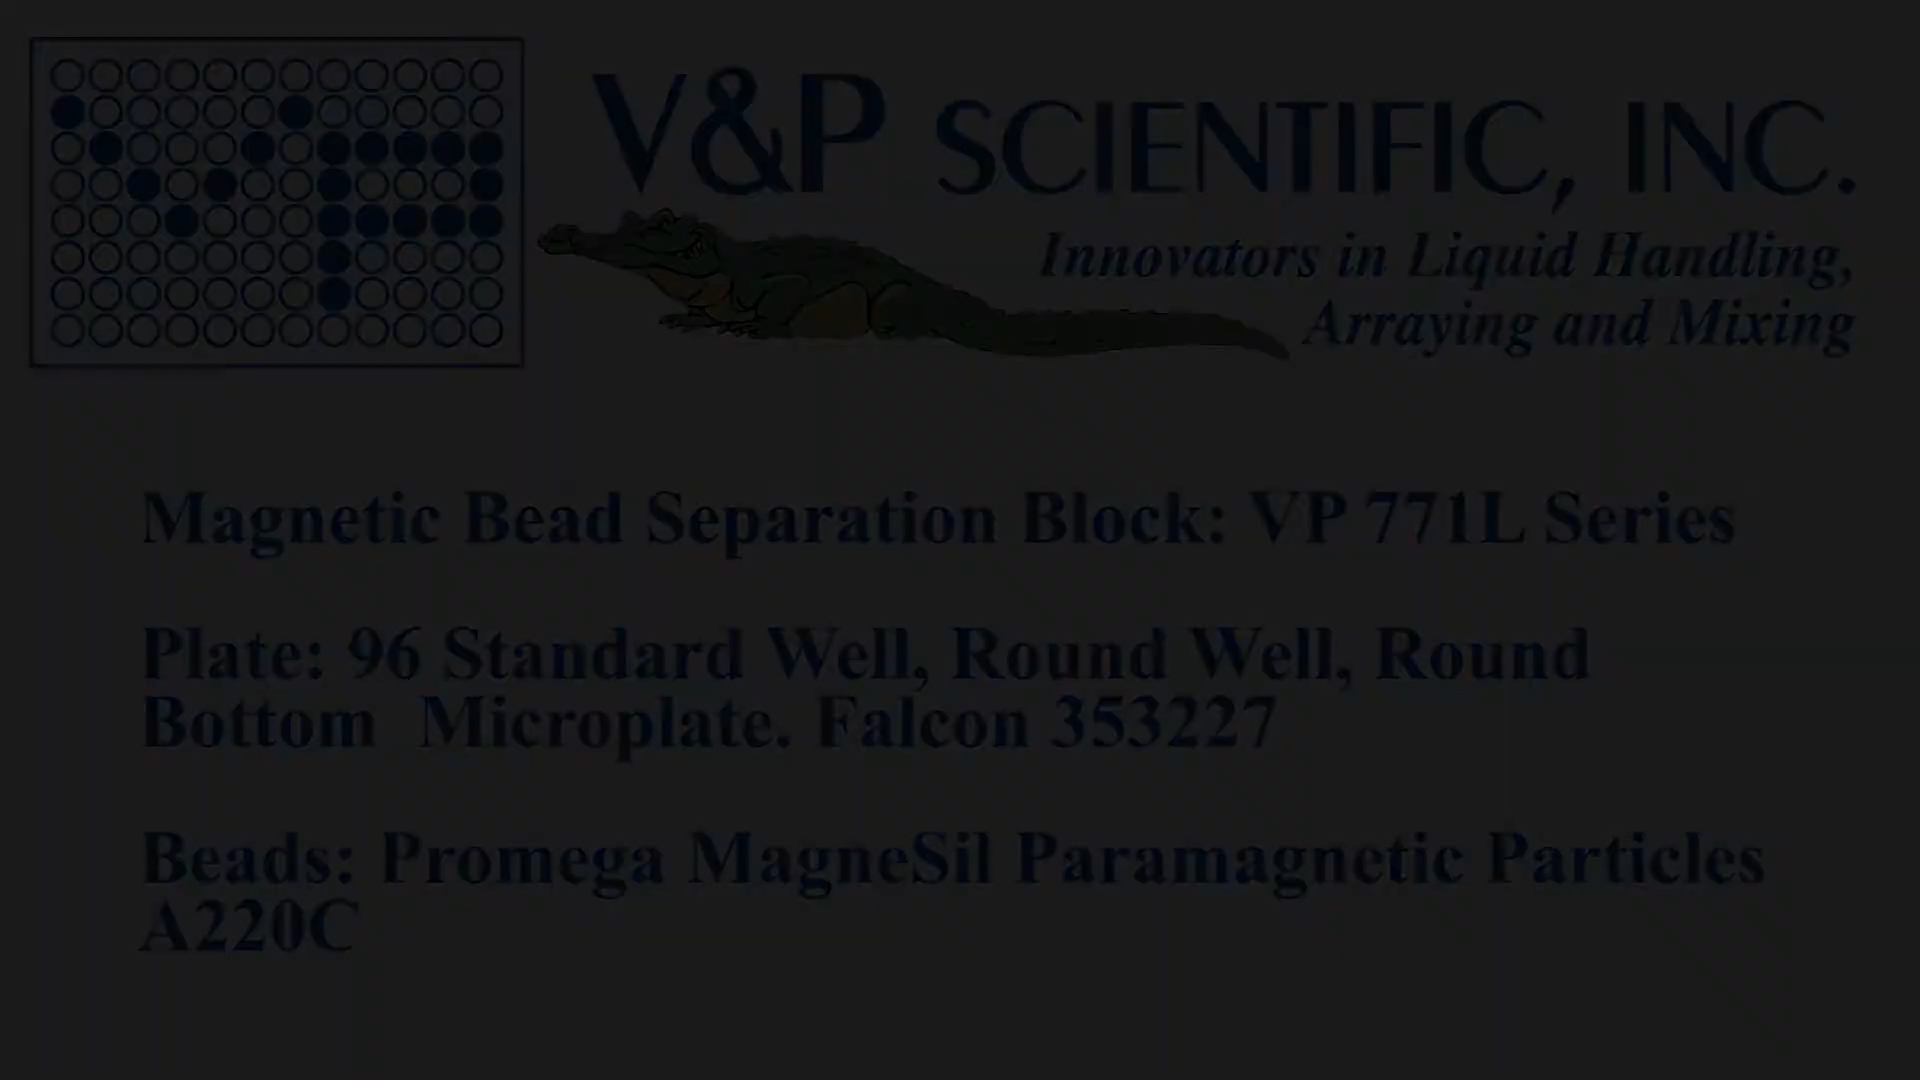 V&P SCIENTIFIC, INC.
Innovators in Liquid Handling,
Arraying and Mixing
Magnetic Bead Separation Block: VP 771L Series
Plate: 96 Standard Well, Round Well, Round
Bottom Microplate. Falcon 353227
Beads: Promega MagneSil Paramagnetic Particles
A220C